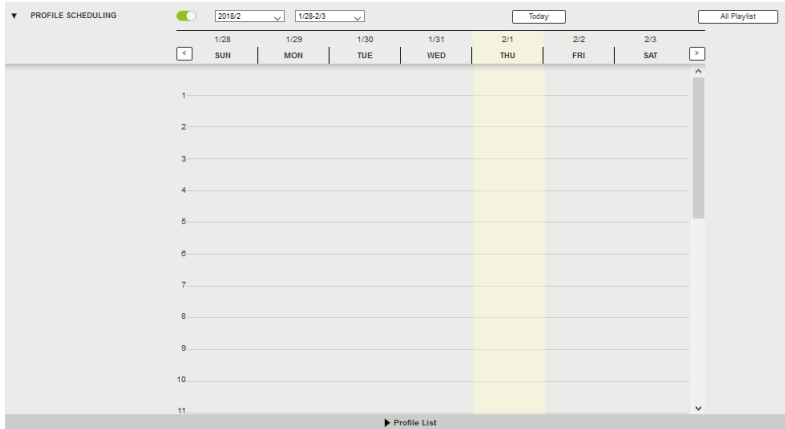 ▼ PROFILE SCHEDULING 2018/2 1/28-2/3 Today All Playlist
1/28 1/29 1/30 1/31 2/1 2/2 2/3
< SUN MON TUE WED THU FRI SAT >
1
2
3
4
5
6
7
8
9
10
11
▶ Profile List